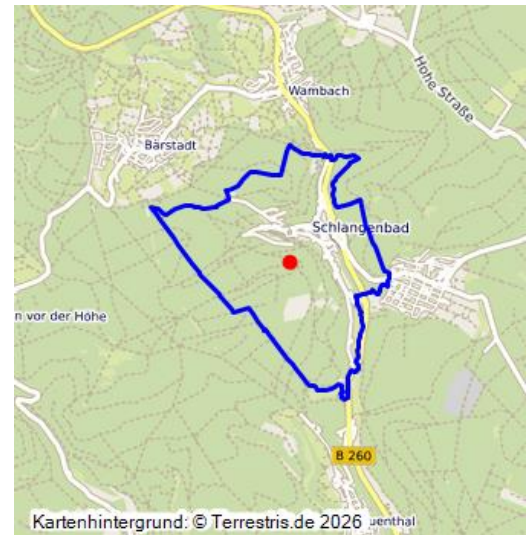 Hohe Straße
Wambach
Bärstadt
Schlangenbad
n vor der Höhe
B 260
Kartenhintergrund: © Terrestris.de 2026
uenthal